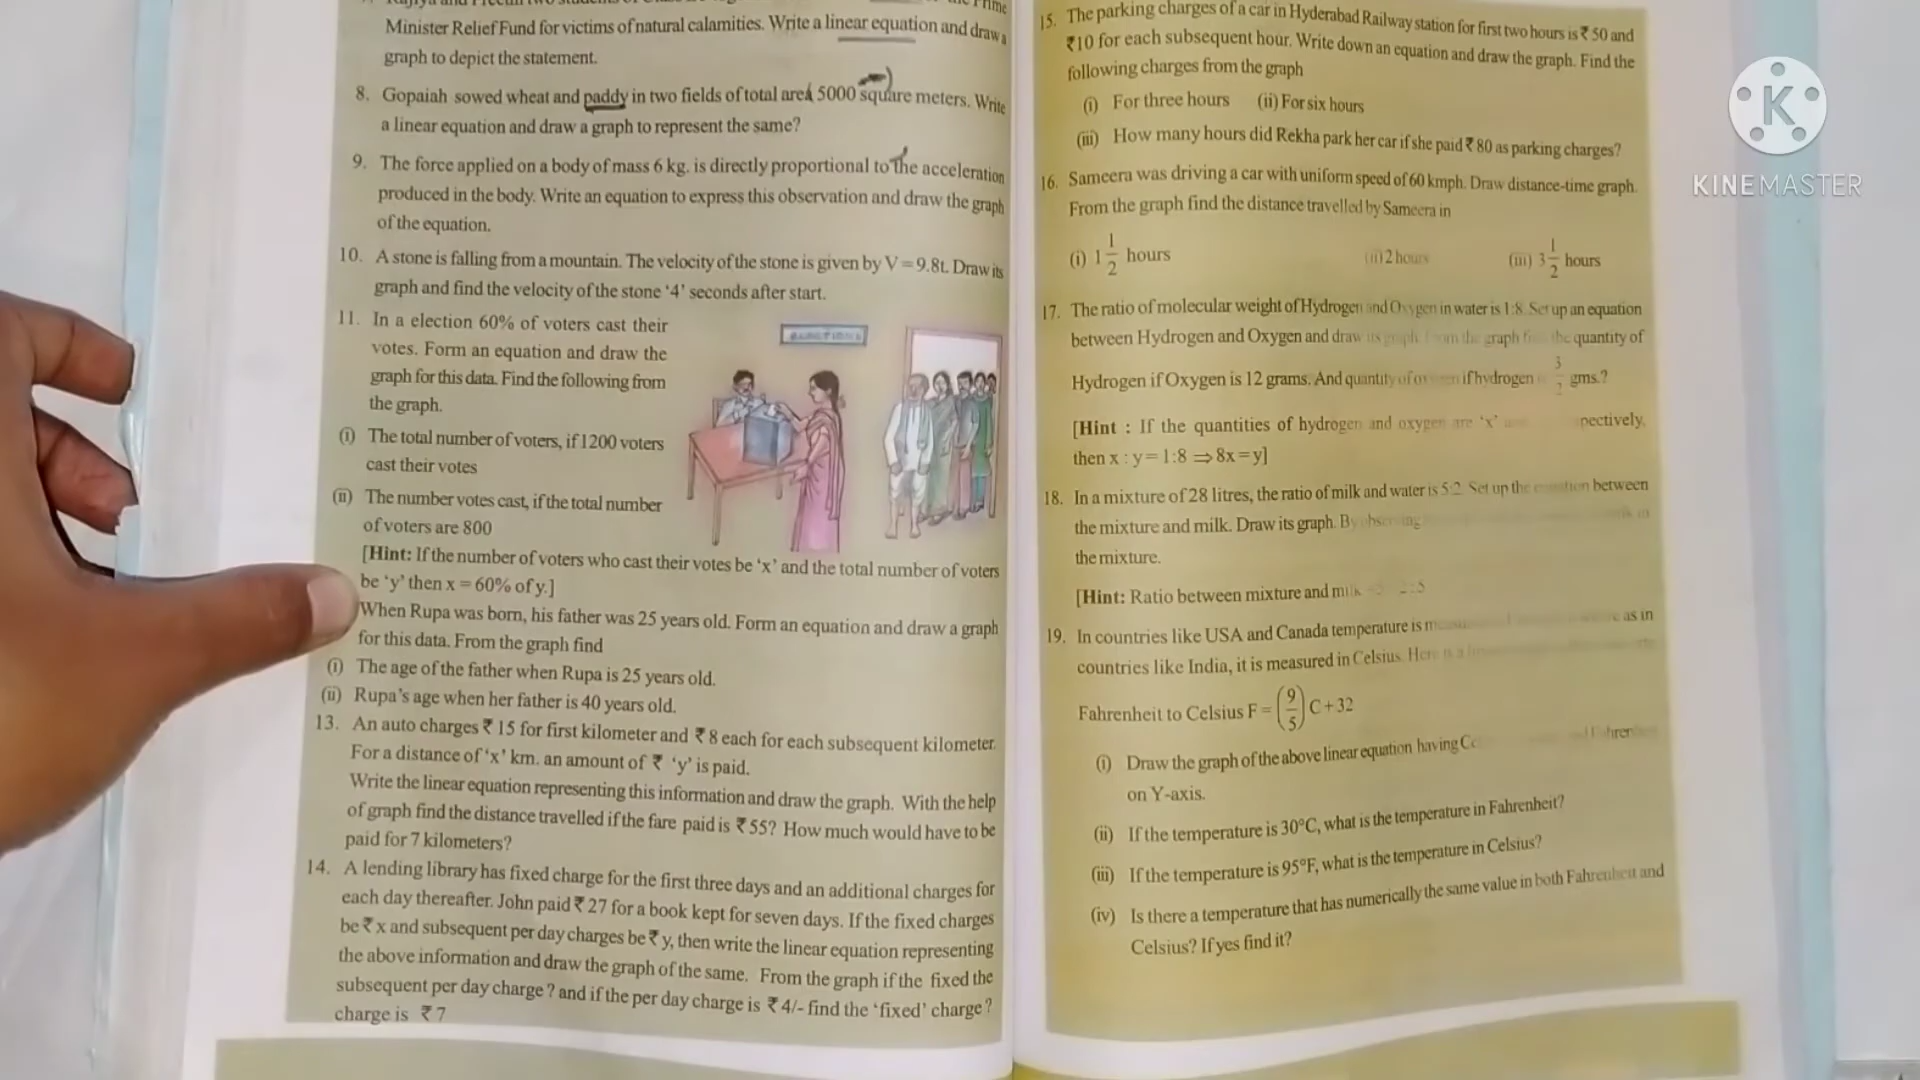 Minister Relief Fund for victims of natural calamities. Write a linear equation and draw a
graph to depict the statement.
8. Gopaiah sowed wheat and paddy in two fields of total area 5000 square meters. Write
a linear equation and draw a graph to represent the same?
9. The force applied on a body of mass 6 kg. is directly proportional to the acceleration
produced in the body. Write an equation to express this observation and draw the graph
of the equation.
10. A stone is falling from a mountain. The velocity of the stone is given by V = 9.8t. Draw its
graph and find the velocity of the stone ‘4’ seconds after start.
11. In a election 60% of voters cast their
votes. Form an equation and draw the
graph for this data. Find the following from
the graph.
(i) The total number of voters, if 1200 voters
cast their votes
(ii) The number votes cast, if the total number
of voters are 800
[Hint: If the number of voters who cast their votes be ‘x’ and the total number of voters
be ‘y’ then x = 60% of y.]
When Rupa was born, his father was 25 years old. Form an equation and draw a graph
for this data. From the graph find
(i) The age of the father when Rupa is 25 years old.
(ii) Rupa’s age when her father is 40 years old.
13. An auto charges ₹ 15 for first kilometer and ₹ 8 each for each subsequent kilometer.
For a distance of ‘x’ km. an amount of ₹ ‘y’ is paid.
Write the linear equation representing this information and draw the graph. With the help
of graph find the distance travelled if the fare paid is ₹ 55? How much would have to be
paid for 7 kilometers?
14. A lending library has fixed charge for the first three days and an additional charges for
each day thereafter. John paid ₹ 27 for a book kept for seven days. If the fixed charges
be ₹ x and subsequent per day charges be ₹ y, then write the linear equation representing
the above information and draw the graph of the same. From the graph if the fixed the
subsequent per day charge ? and if the per day charge is ₹ 4/- find the ‘fixed’ charge?
charge is ₹ 7
15. The parking charges of a car in Hyderabad Railway station for first two hours is ₹ 50 and
₹10 for each subsequent hour. Write down an equation and draw the graph. Find the
following charges from the graph
(i) For three hours (ii) For six hours
(iii) How many hours did Rekha park her car if she paid ₹ 80 as parking charges?
16. Sameera was driving a car with uniform speed of 60 kmph. Draw distance-time graph.
From the graph find the distance travelled by Sameera in
(i) 1 1/2 hours (ii) 2 hours (iii) 3 1/2 hours
17. The ratio of molecular weight of Hydrogen and Oxygen in water is 1:8. Set up an equation
between Hydrogen and Oxygen and draw its graph. From the graph find the quantity of
Hydrogen if Oxygen is 12 grams. And quantity of oxygen if hydrogen is 3/2 gms.?
[Hint : If the quantities of hydrogen and oxygen are ‘x’
then x : y = 1:8 ⇒ 8x = y]
18. In a mixture of 28 litres, the ratio of milk and water is 5:2. Set up the equation between
the mixture and milk. Draw its graph. By observing
the mixture.
[Hint: Ratio between mixture and milk
19. In countries like USA and Canada temperature is as in
countries like India, it is measured in Celsius. Here is a
Fahrenheit to Celsius F = (9/5) C + 32
(i) Draw the graph of the above linear equation having
on Y-axis.
(ii) If the temperature is 30°C, what is the temperature in Fahrenheit?
(iii) If the temperature is 95°F, what is the temperature in Celsius?
(iv) Is there a temperature that has numerically the same value in both Fahrenheit and
Celsius? If yes find it?
K
KINEMASTER